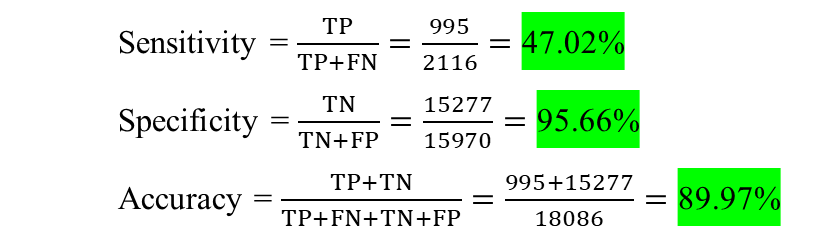 Sensitivity = TP/TP+FN = 995/2116 = 47.02%
Specificity = TN/TN+FP = 15277/15970 = 95.66%
Accuracy = TP+TN/TP+FN+TN+FP = 995+15277/18086 = 89.97%